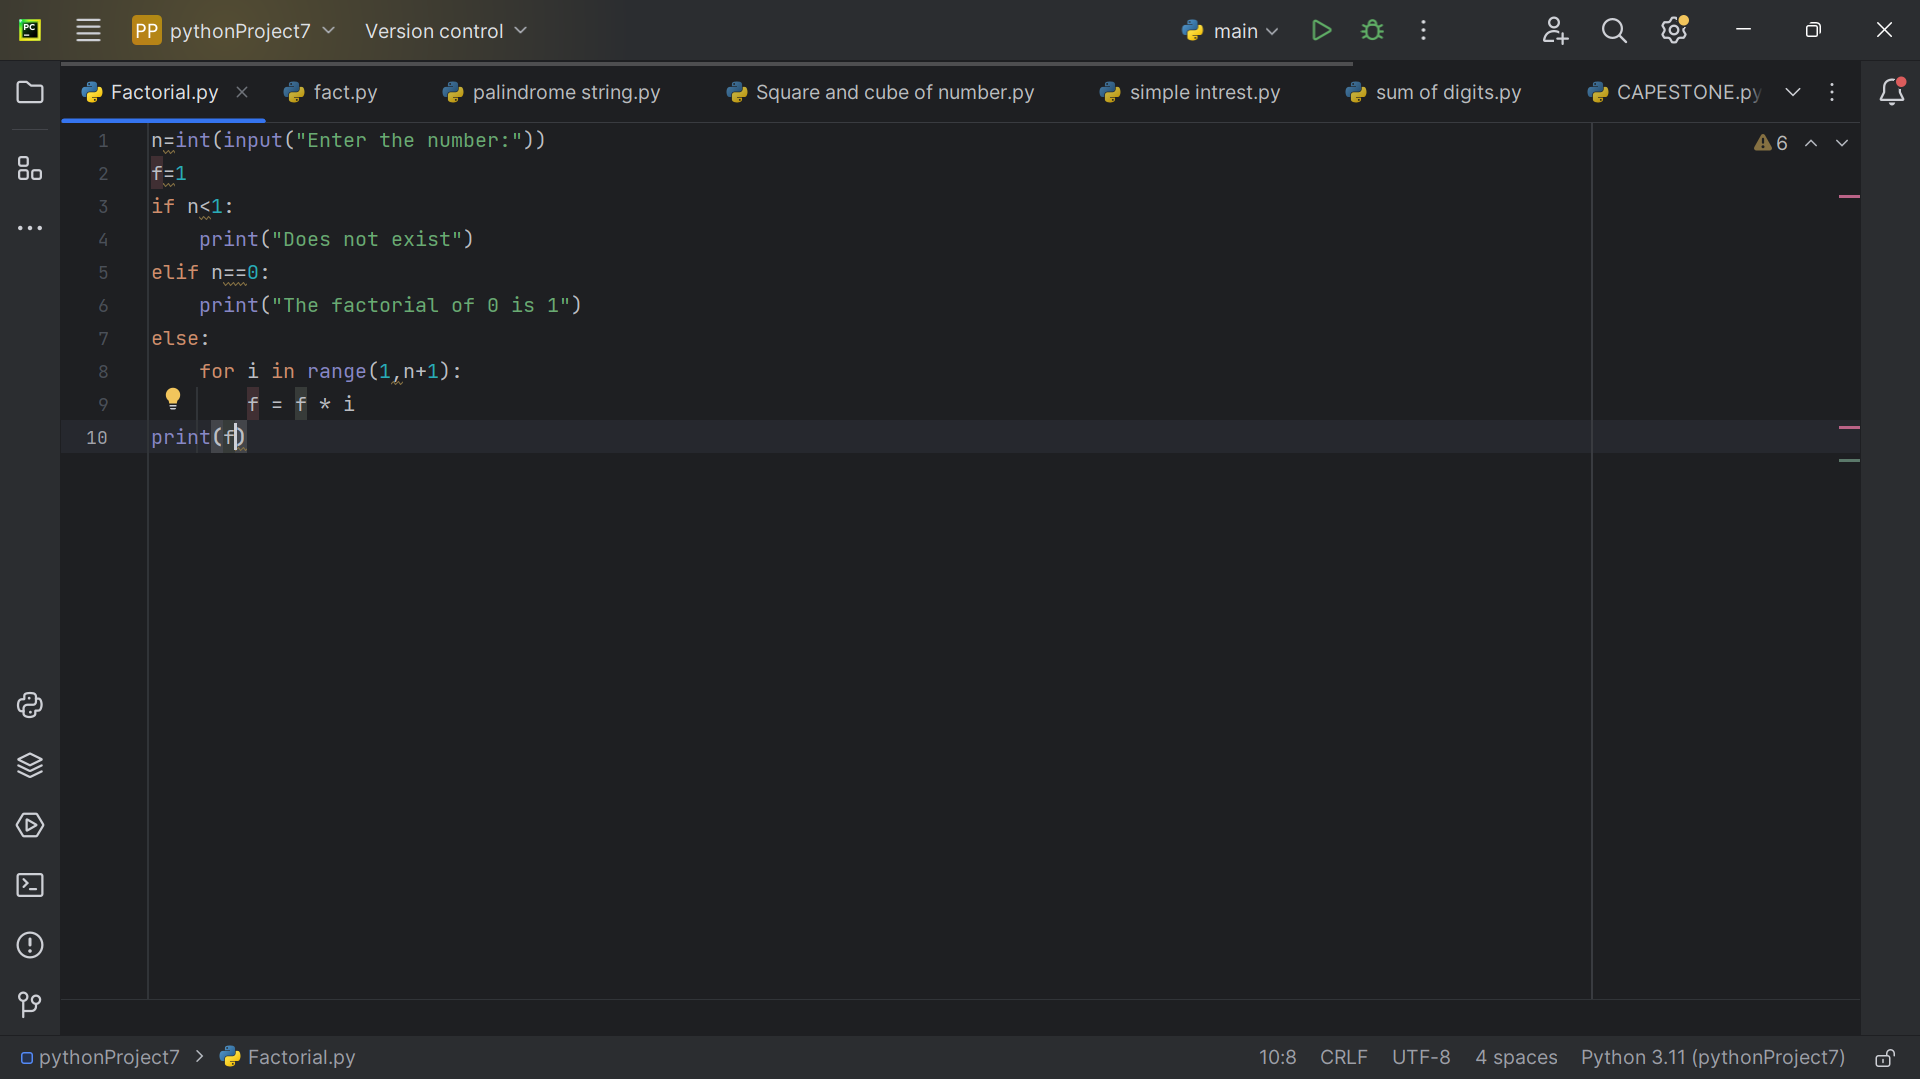 PC
PP pythonProject7
Version control
main
Factorial.py
fact.py
palindrome string.py
Square and cube of number.py
simple intrest.py
sum of digits.py
CAPESTONE.py
6
1 n=int(input("Enter the number:"))
2 f=1
3 if n<1:
4     print("Does not exist")
5 elif n==0:
6     print("The factorial of 0 is 1")
7 else:
8     for i in range(1,n+1):
9         f = f * i
10 print(f)
pythonProject7 > Factorial.py
10:8 CRLF UTF-8 4 spaces Python 3.11 (pythonProject7)